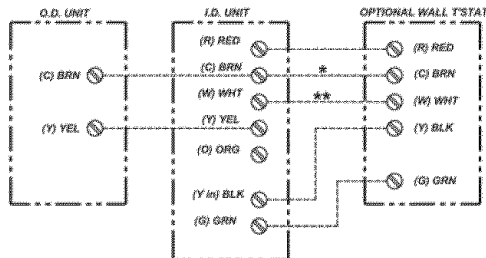 O.D. UNIT
I.D. UNIT
OPTIONAL WALL T'STAT
(R) RED
(R) RED
(C) BRN
(C) BRN
*
(C) BRN
(W) WHT
**
(W) WHT
(Y) YEL
(Y) YEL
(Y) BLK
(O) ORG
(Y in) BLK
(G) GRN
(G) GRN